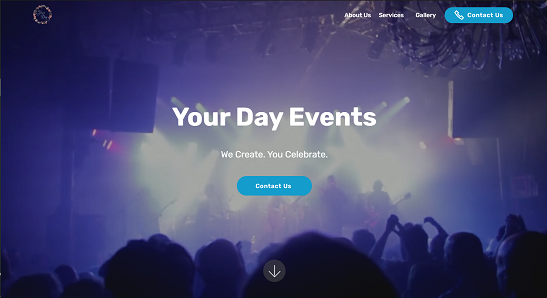 About Us
Services
Gallery
Contact Us
Your Day Events
We Create. You Celebrate.
Contact Us